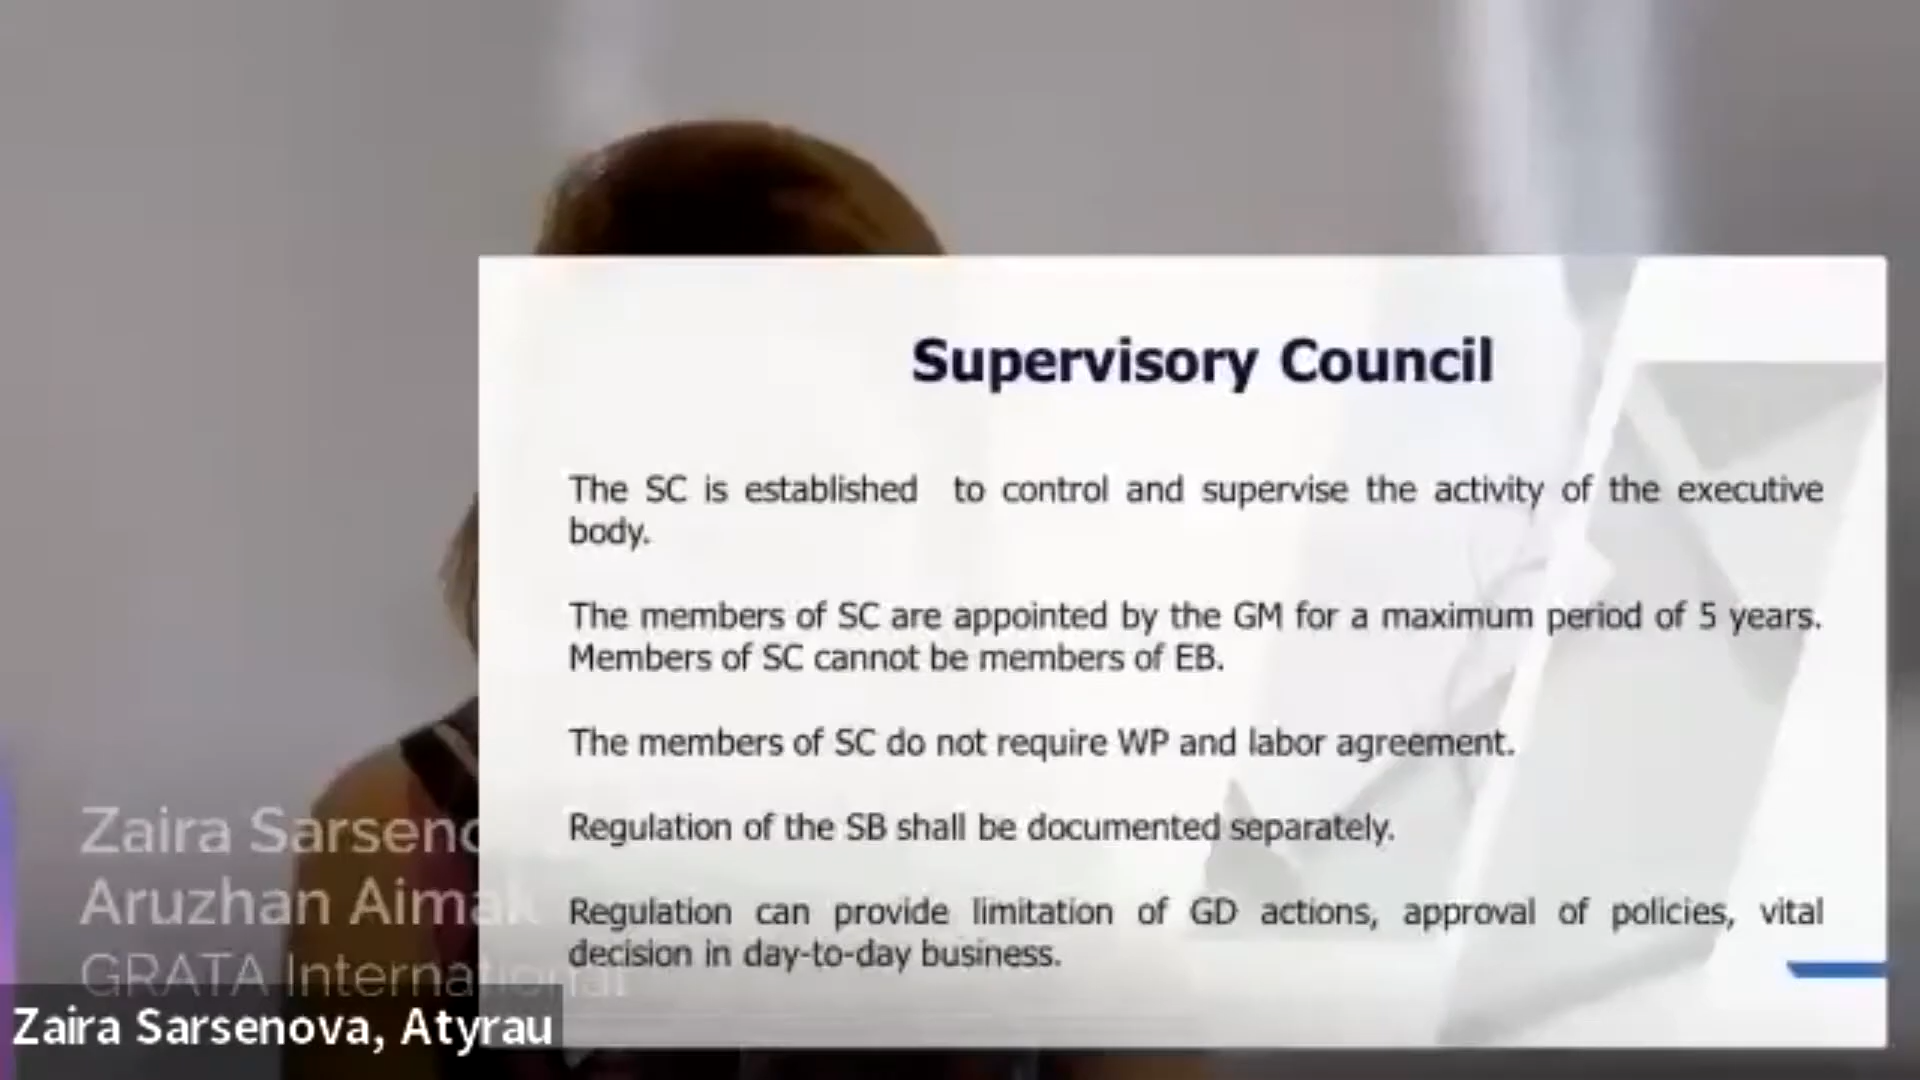 Supervisory Council
The SC is established to control and supervise the activity of the executive
body.
The members of SC are appointed by the GM for a maximum period of 5 years.
Members of SC cannot be members of EB.
The members of SC do not require WP and labor agreement.
Regulation of the SB shall be documented separately.
Regulation can provide limitation of GD actions, approval of policies, vital
decision in day-to-day business.
Zaira Sarseno
Aruzhan Aimak
GRATA International
Zaira Sarsenova, Atyrau